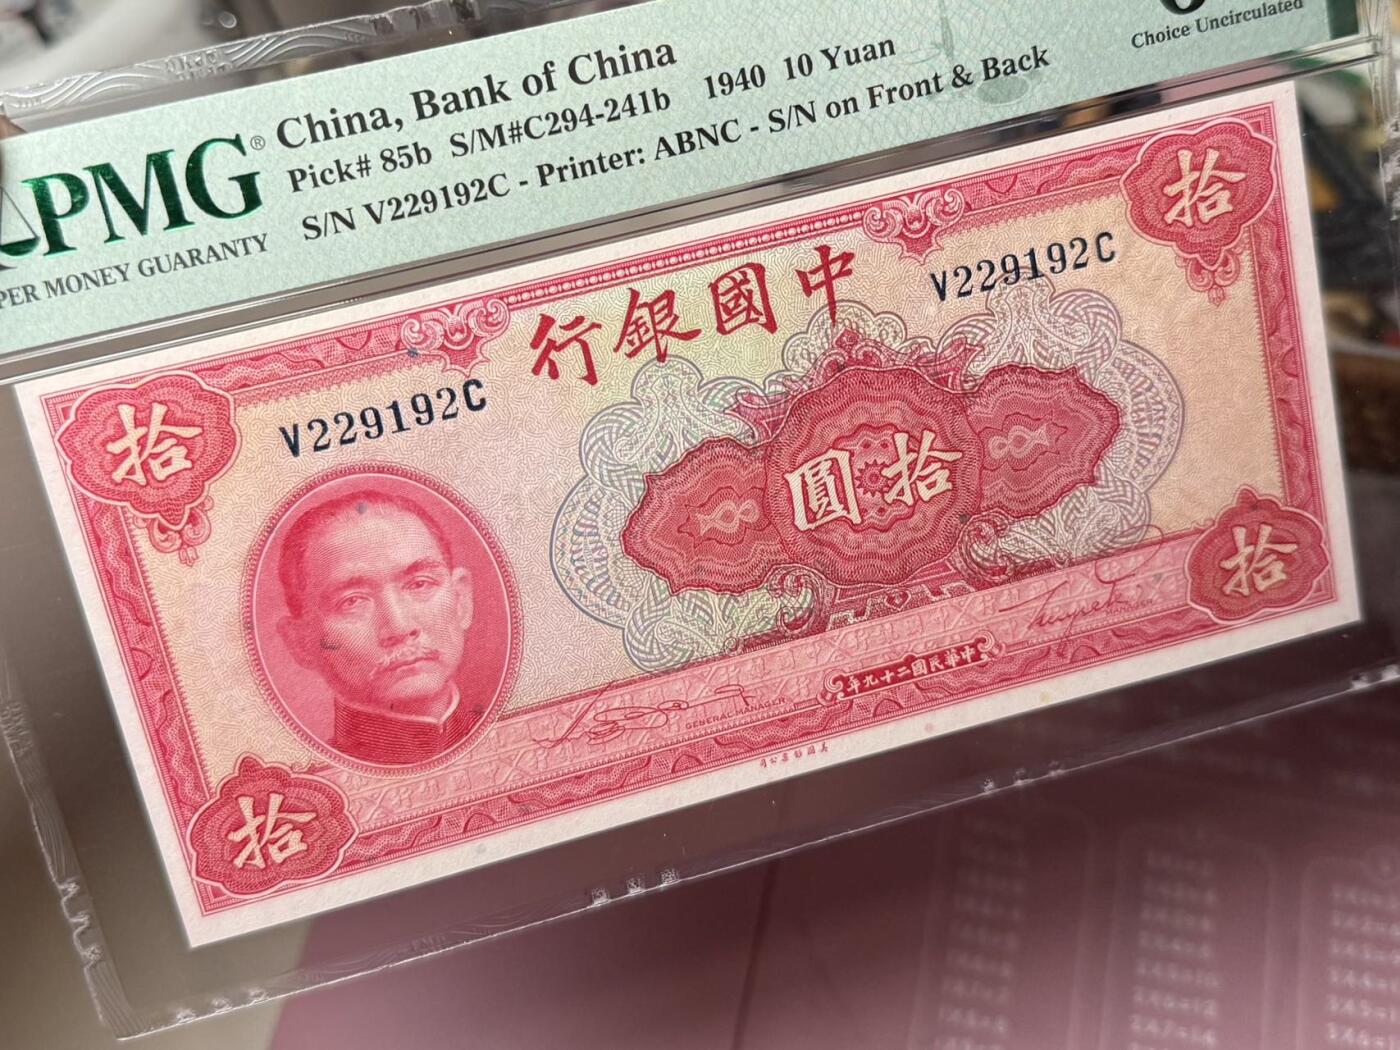 China, Bank of China
Pick# 85b S/M#C294-241b 1940 10 Yuan
S/N V229192C - Printer: ABNC - S/N on Front & Back
Choice Uncirculated
PMG®
PER MONEY GUARANTY
拾
拾
行銀國中
V229192C
V229192C
圓拾
GENERAL MANAGER
MANAGER
年九十二國民華中
拾
拾